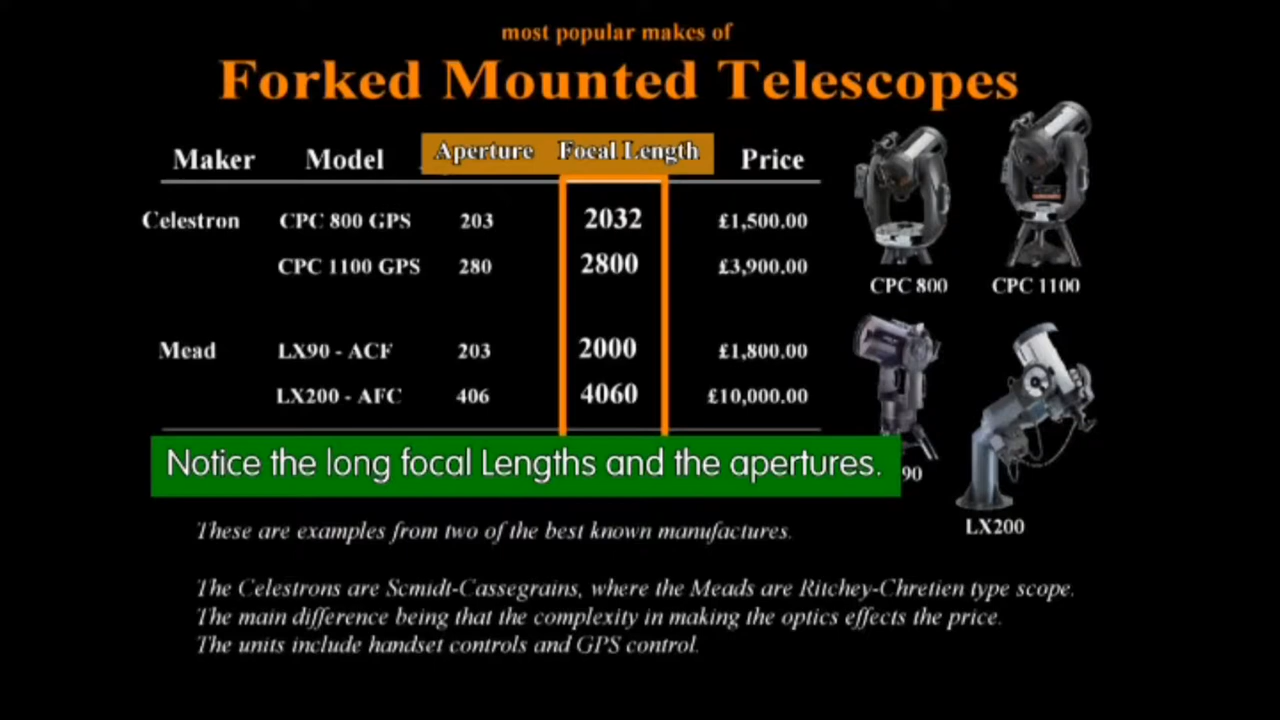 most popular makes of
Forked Mounted Telescopes
Maker Model Aperture Focal Length Price
Celestron CPC 800 GPS 203 2032 £1,500.00
CPC 1100 GPS 280 2800 £3,900.00
CPC 800 CPC 1100
Mead LX90 - ACF 203 2000 £1,800.00
LX200 - AFC 406 4060 £10,000.00
Notice the long focal Lengths and the apertures.
90
LX200
These are examples from two of the best known manufactures.
The Celestrons are Scmidt-Cassegrains, where the Meads are Ritchey-Chretien type scope.
The main difference being that the complexity in making the optics effects the price.
The units include handset controls and GPS control.